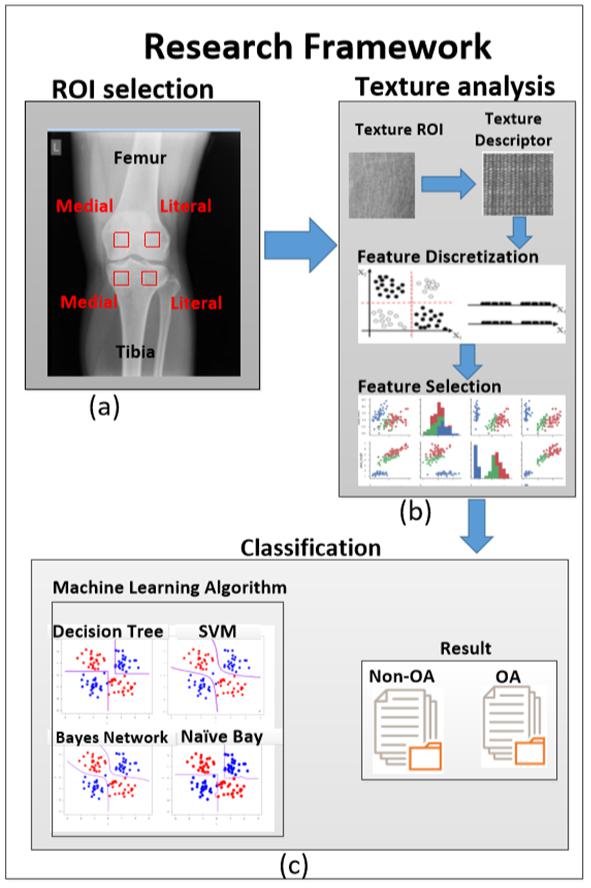 Research Framework
ROI selection
L
Femur
Medial Literal
Medial Literal
Tibia
(a)
Texture analysis
Texture ROI
Texture
Descriptor
Feature Discretization
Feature Selection
(b)
Classification
Machine Learning Algorithm
Decision Tree SVM
Bayes Network Naïve Bay
Result
Non-OA OA
(c)